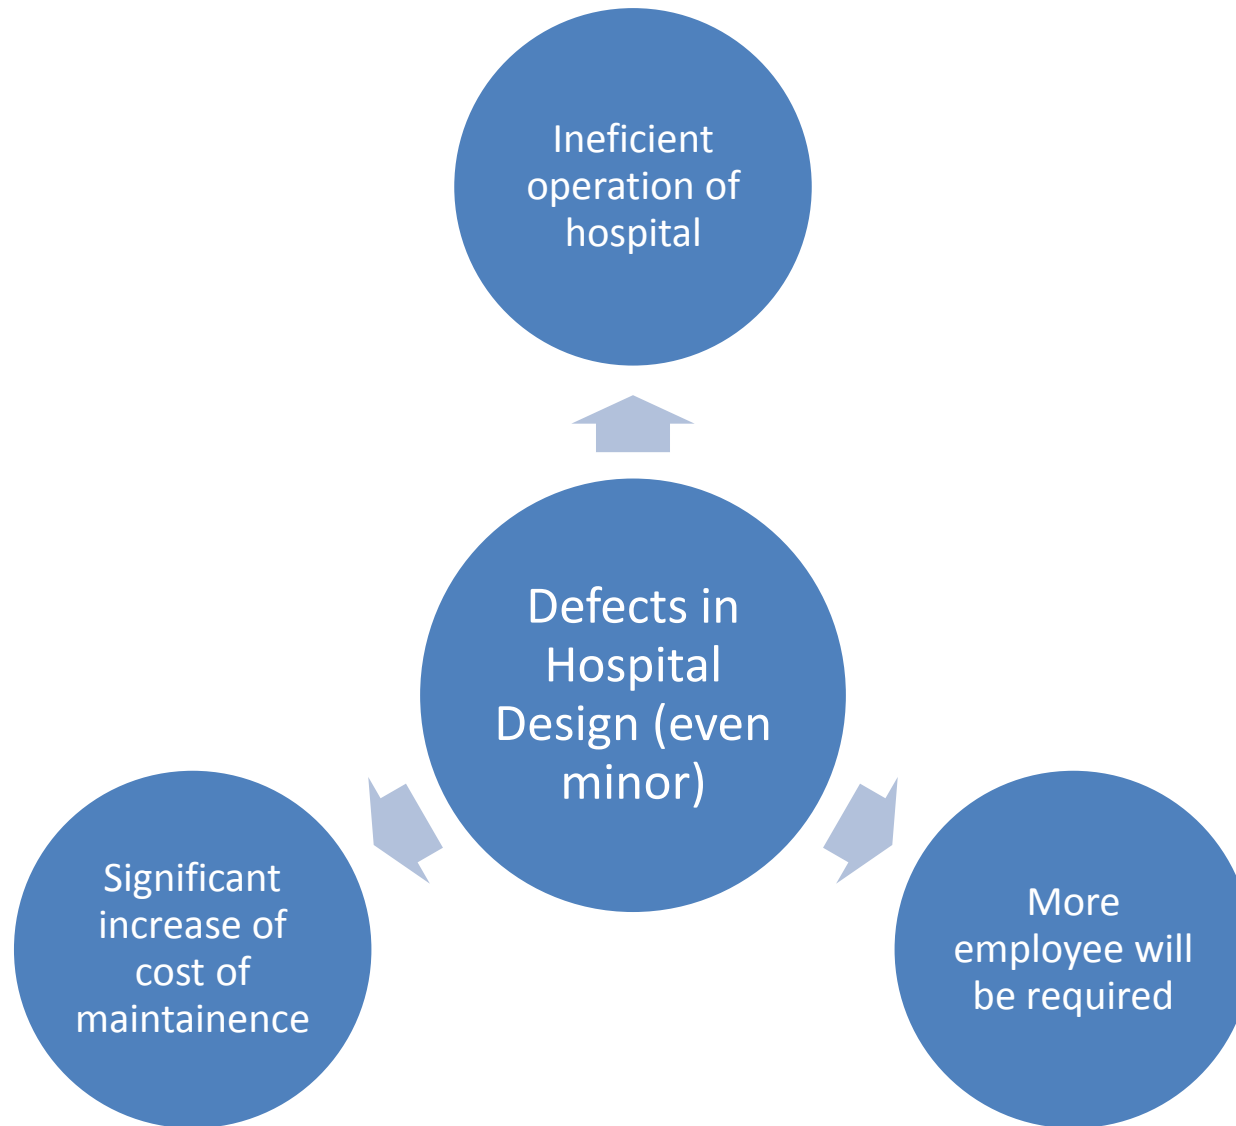 Ineficient
operation of
hospital
Defects in
Hospital
Design (even
minor)
Significant
increase of
cost of
maintainence
More
employee will
be required